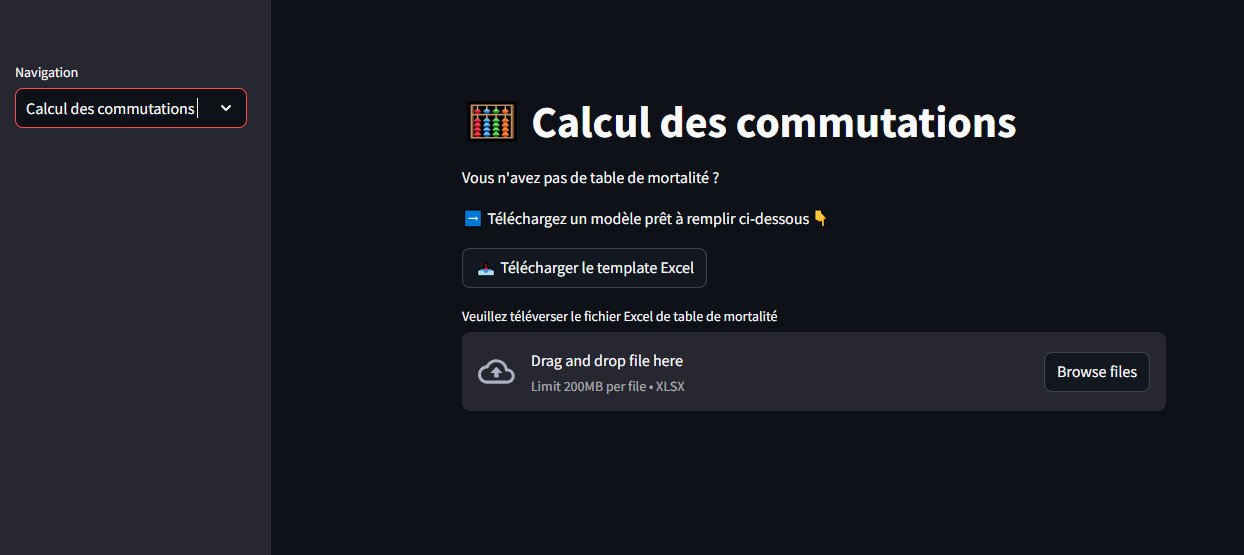 Navigation
Calcul des commutations
Calcul des commutations
Vous n'avez pas de table de mortalité ?
Téléchargez un modèle prêt à remplir ci-dessous
Télécharger le template Excel
Veuillez téléverser le fichier Excel de table de mortalité
Drag and drop file here
Limit 200MB per file • XLSX
Browse files